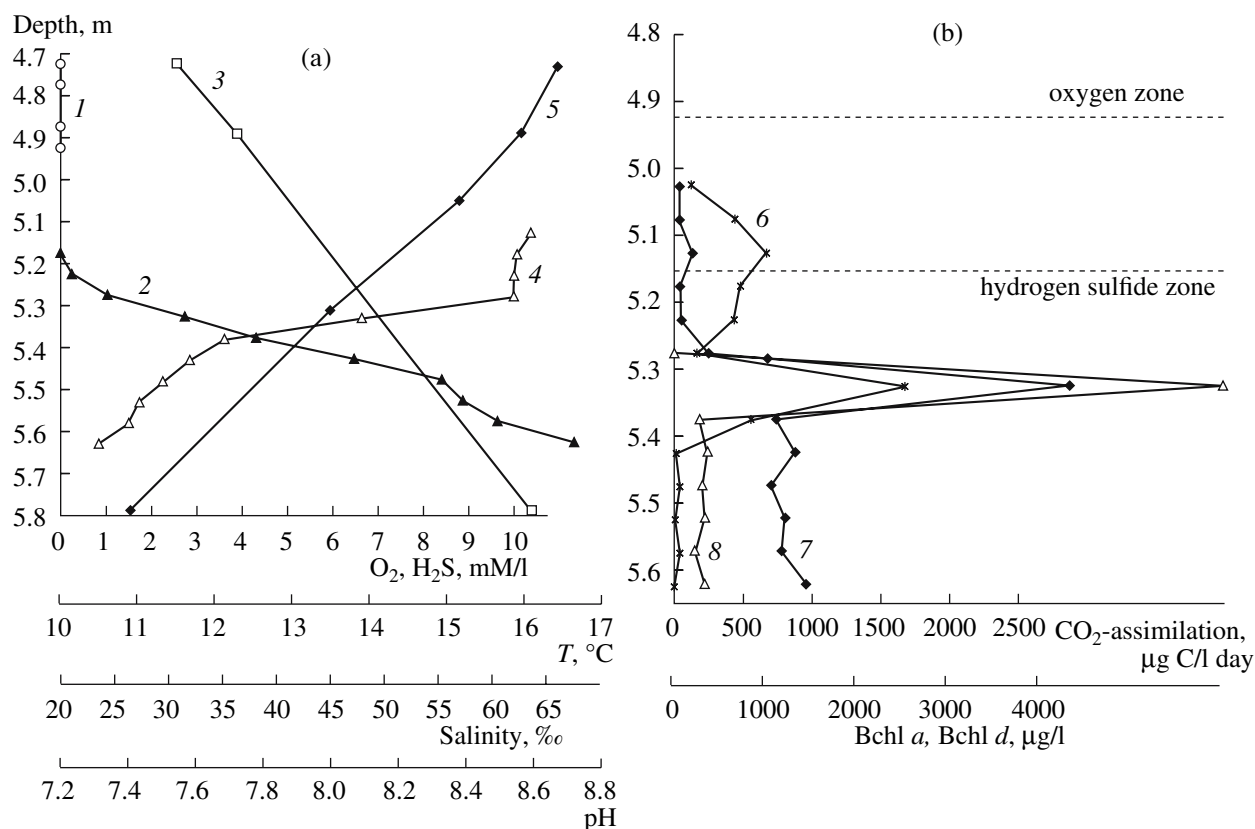 Depth, m
(a)
4.7
4.8
4.9
5.0
5.1
5.2
5.3
5.4
5.5
5.6
5.7
5.8
1
2
3
4
5
0 1 2 3 4 5 6 7 8 9 10
O₂, H₂S, mM/l
10 11 12 13 14 15 16 17
T, °C
20 25 30 35 40 45 50 55 60 65
Salinity, ‰
7.2 7.4 7.6 7.8 8.0 8.2 8.4 8.6 8.8
pH
(b)
4.8
4.9
5.0
5.1
5.2
5.3
5.4
5.5
5.6
oxygen zone
6
hydrogen sulfide zone
8
7
0 500 1000 1500 2000 2500 CO₂-assimilation,
μg C/l day
0 1000 2000 3000 4000
Bchl a, Bchl d, μg/l